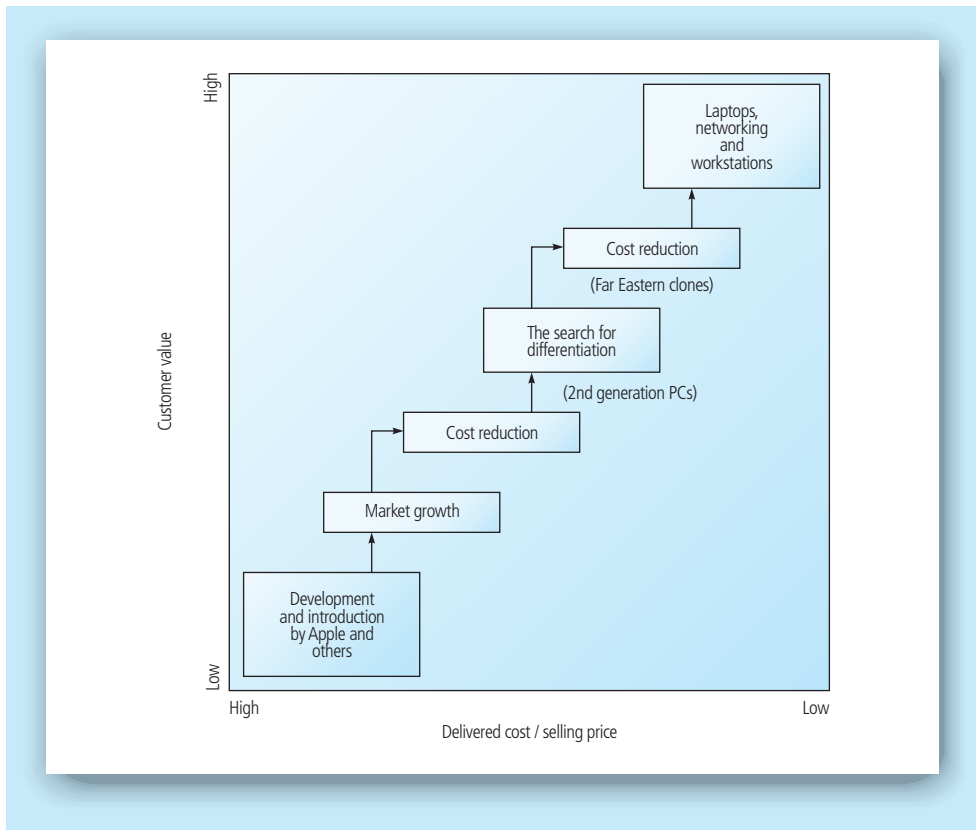 High
Laptops,
networking
and
workstations
Cost reduction
(Far Eastern clones)
The search for
differentiation
Customer value
(2nd generation PCs)
Cost reduction
Market growth
Development
and introduction
by Apple and
others
Low
High
Low
Delivered cost / selling price